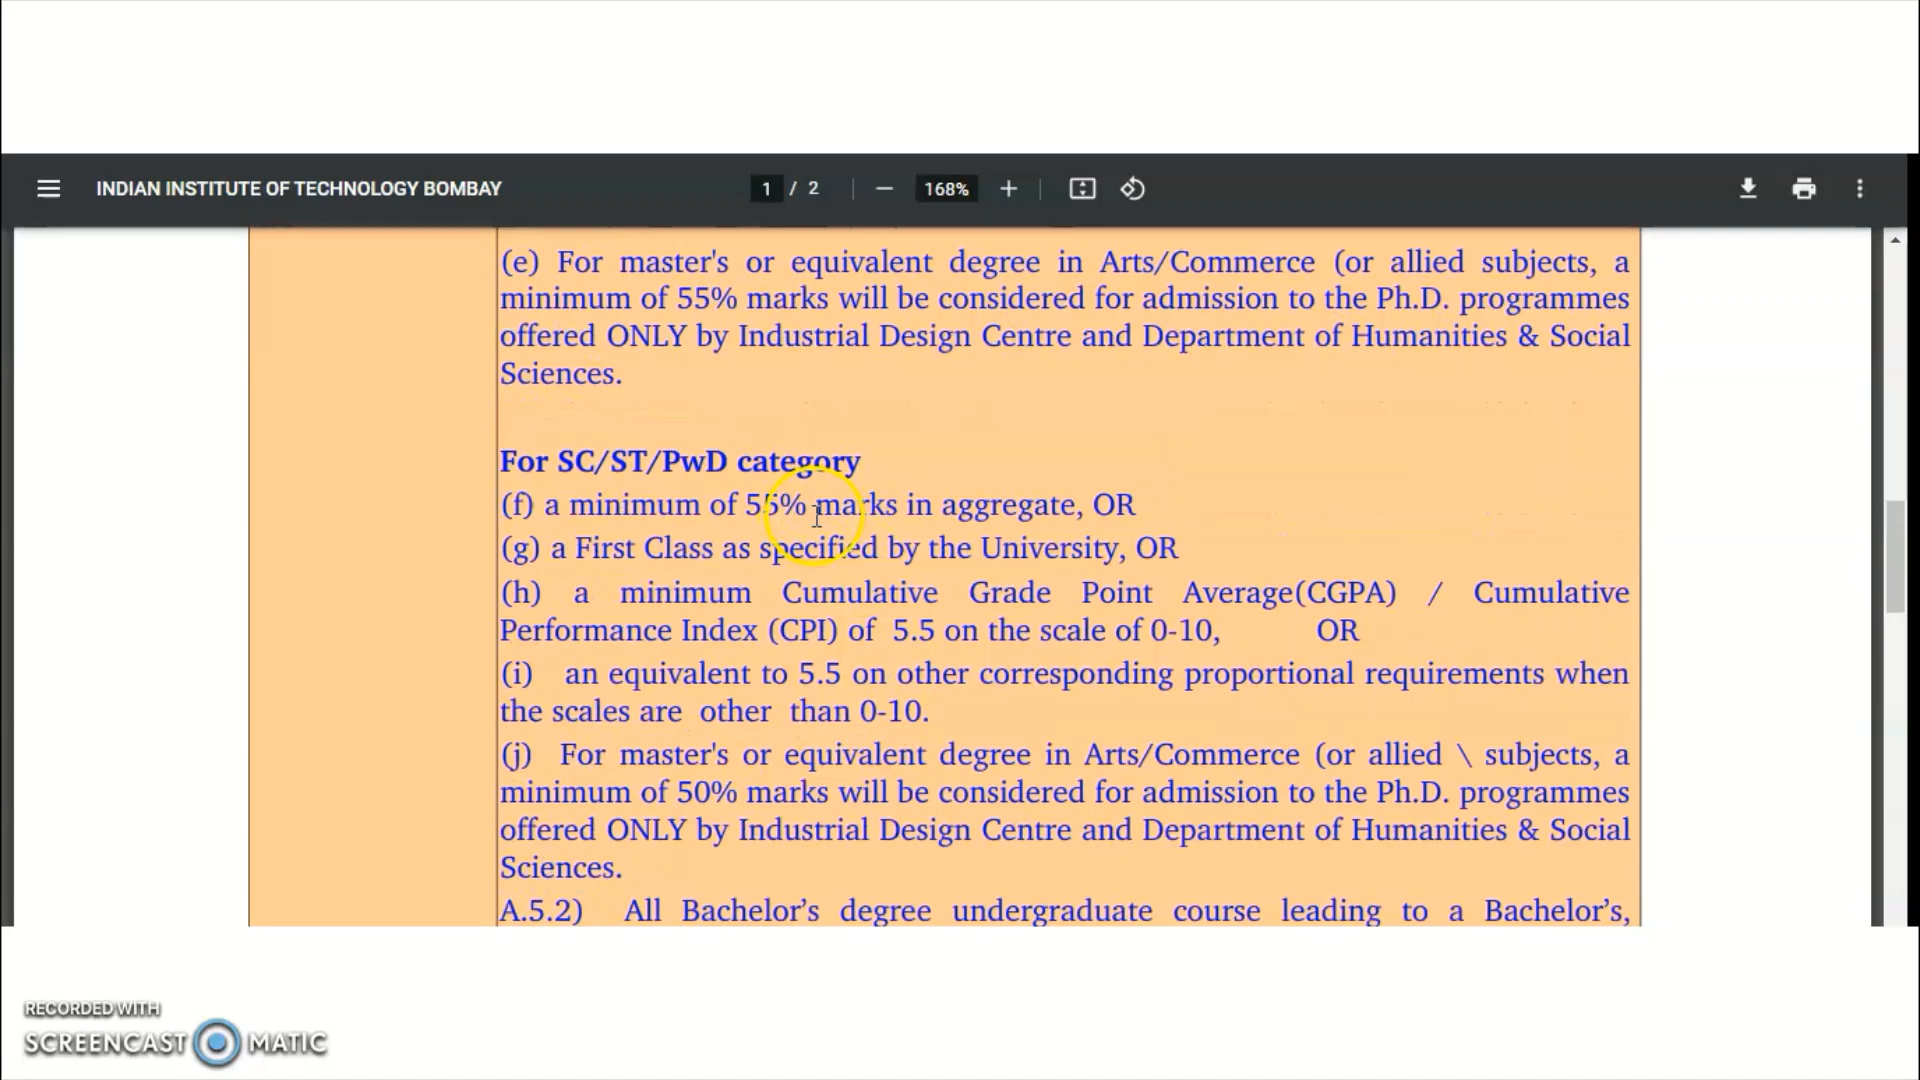 INDIAN INSTITUTE OF TECHNOLOGY BOMBAY
1 / 2
168%
(e) For master's or equivalent degree in Arts/Commerce (or allied subjects, a
minimum of 55% marks will be considered for admission to the Ph.D. programmes
offered ONLY by Industrial Design Centre and Department of Humanities & Social
Sciences.
For SC/ST/PwD category
(f) a minimum of 55% marks in aggregate, OR
(g) a First Class as specified by the University, OR
(h) a minimum Cumulative Grade Point Average(CGPA) / Cumulative
Performance Index (CPI) of 5.5 on the scale of 0-10, OR
(i) an equivalent to 5.5 on other corresponding proportional requirements when
the scales are other than 0-10.
(j) For master's or equivalent degree in Arts/Commerce (or allied \ subjects, a
minimum of 50% marks will be considered for admission to the Ph.D. programmes
offered ONLY by Industrial Design Centre and Department of Humanities & Social
Sciences.
A.5.2) All Bachelor’s degree undergraduate course leading to a Bachelor’s,
RECORDED WITH
SCREENCAST MATIC